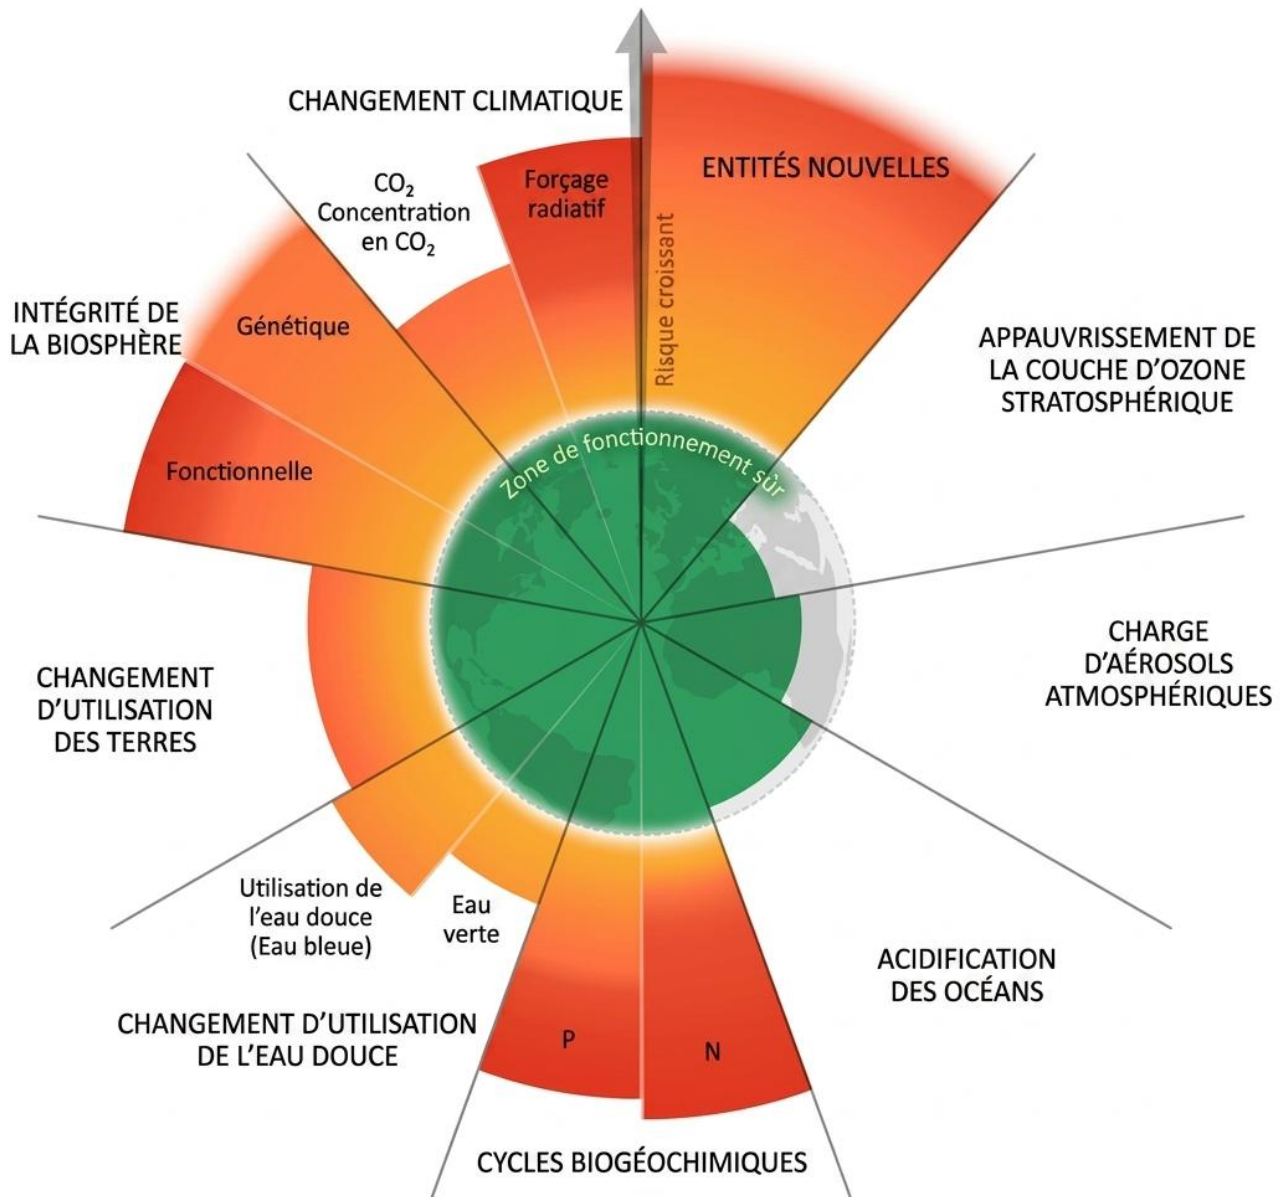 CHANGEMENT CLIMATIQUE
CO₂
Concentration
en CO₂
Forçage
radiatif
Risque croissant
ENTITÉS NOUVELLES
INTÉGRITÉ DE
LA BIOSPHÈRE
Génétique
Fonctionnelle
APPAUVRISSEMENT DE
LA COUCHE D’OZONE
STRATOSPHÉRIQUE
Zone de fonctionnement sûr
CHARGE
D’AÉROSOLS
ATMOSPHÉRIQUES
CHANGEMENT
D’UTILISATION
DES TERRES
Utilisation de
l’eau douce
(Eau bleue)
Eau
verte
ACIDIFICATION
DES OCÉANS
CHANGEMENT D’UTILISATION
DE L’EAU DOUCE
P
N
CYCLES BIOGÉOCHIMIQUES